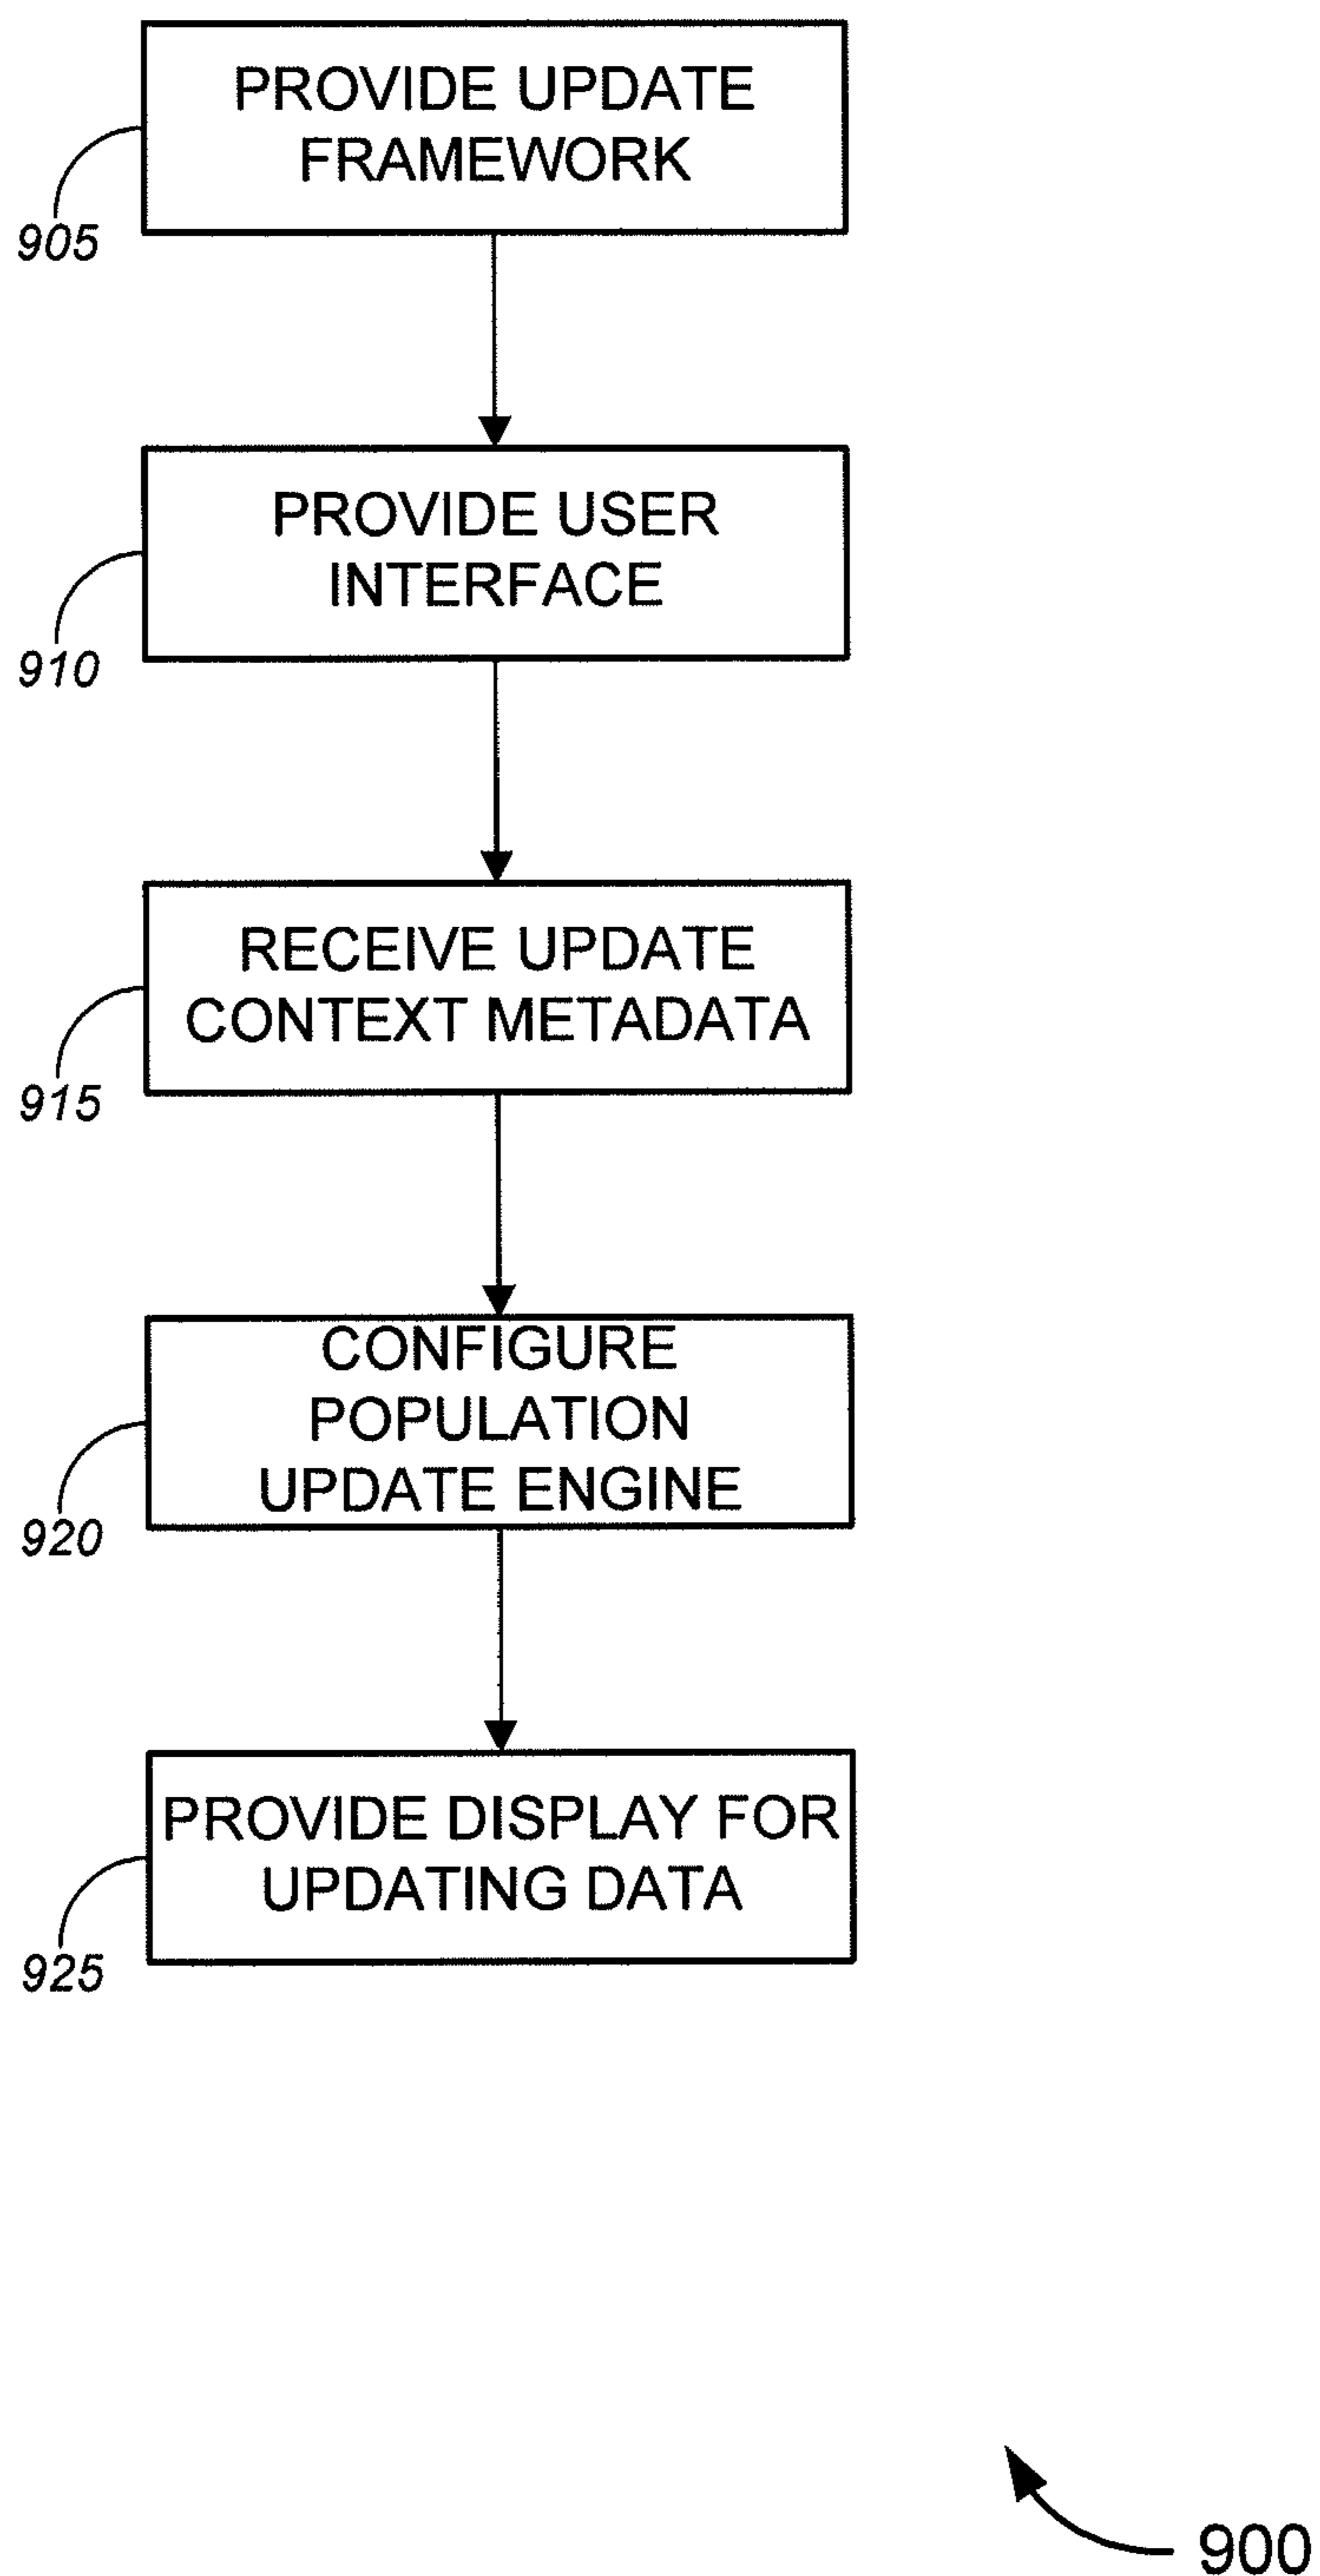 PROVIDE UPDATE
FRAMEWORK
905
PROVIDE USER
INTERFACE
910
RECEIVE UPDATE
CONTEXT METADATA
915
CONFIGURE
POPULATION
UPDATE ENGINE
920
PROVIDE DISPLAY FOR
UPDATING DATA
925
900